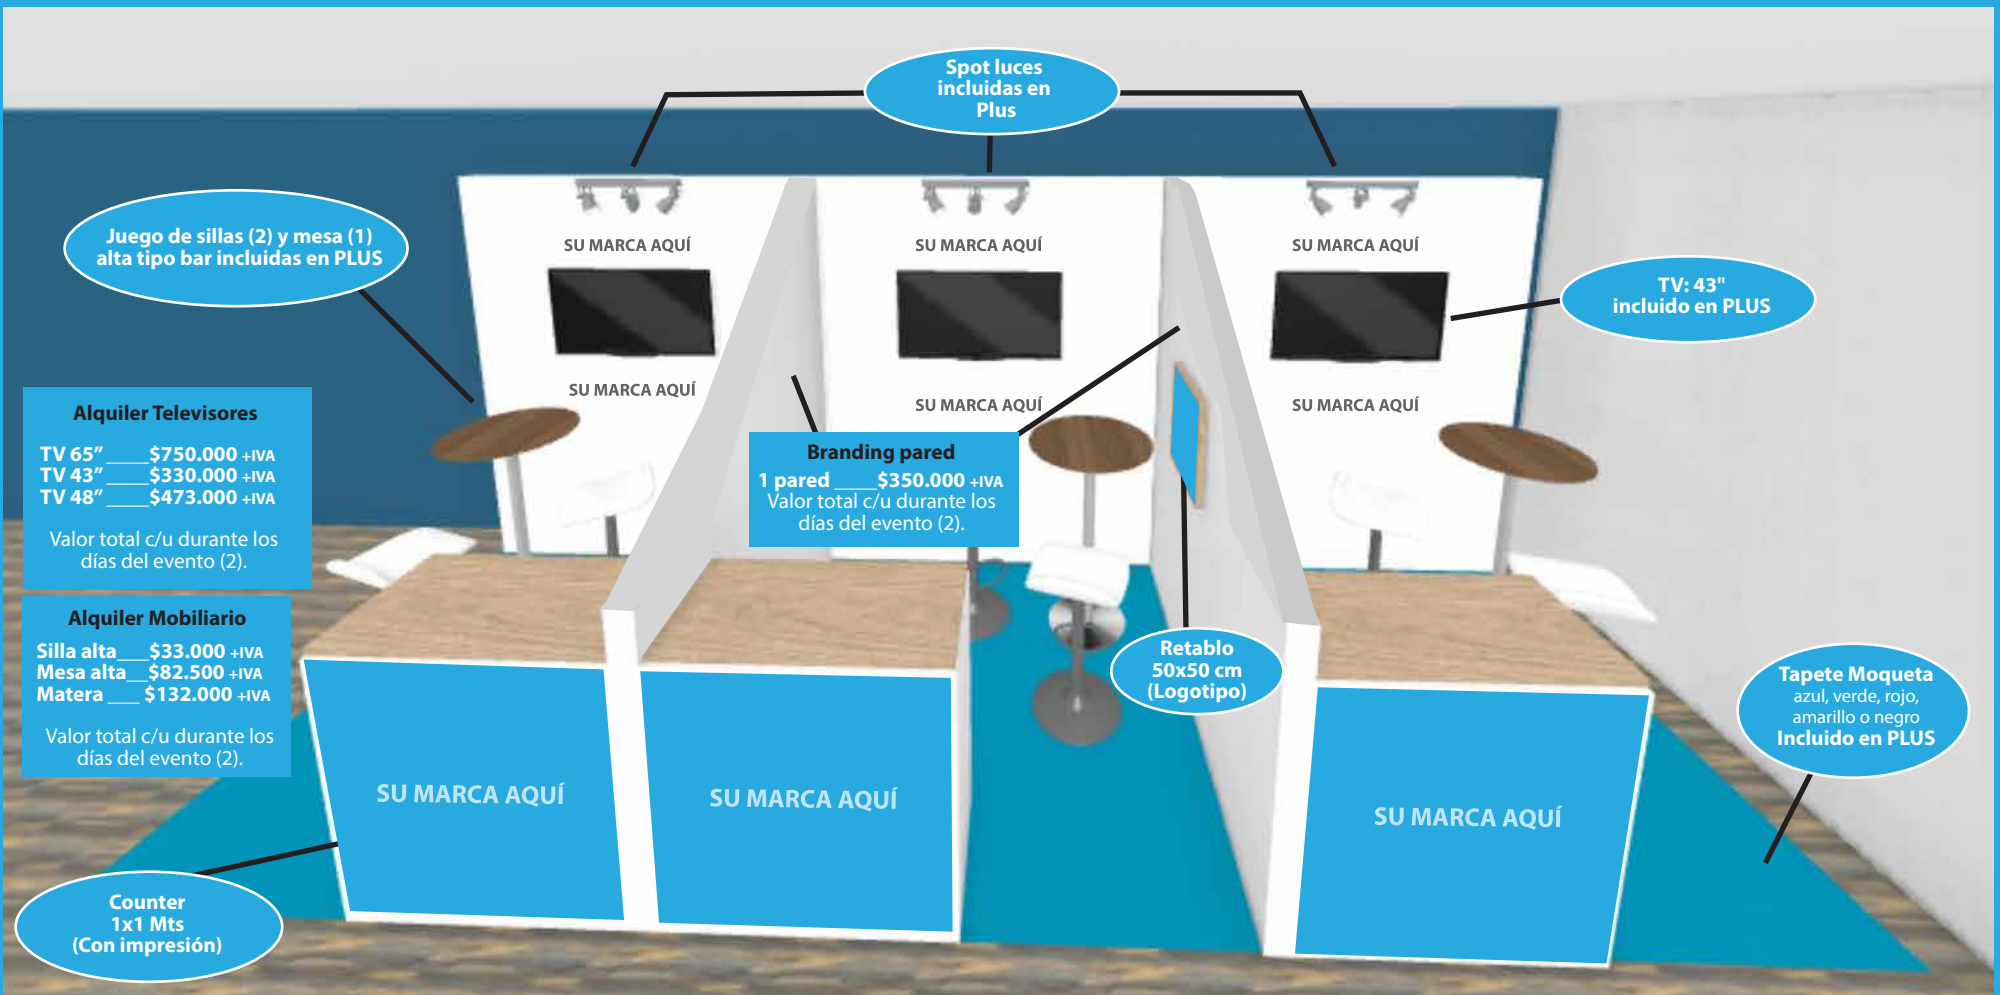 Spot luces
incluidas en
Plus
Juego de sillas (2) y mesa (1)
alta tipo bar incluidas en PLUS
SU MARCA AQUÍ
SU MARCA AQUÍ
SU MARCA AQUÍ
TV: 43"
incluido en PLUS
SU MARCA AQUÍ
SU MARCA AQUÍ
SU MARCA AQUÍ
Alquiler Televisores
TV 65”____$750.000 +IVA
TV 43”____$330.000 +IVA
TV 48”____$473.000 +IVA
Valor total c/u durante los
días del evento (2).
Branding pared
1 pared ____$350.000 +IVA
Valor total c/u durante los
días del evento (2).
Alquiler Mobiliario
Silla alta___$33.000 +IVA
Mesa alta__$82.500 +IVA
Matera ___ $132.000 +IVA
Valor total c/u durante los
días del evento (2).
Retablo
50x50 cm
(Logotipo)
Tapete Moqueta
azul, verde, rojo,
amarillo o negro
Incluido en PLUS
SU MARCA AQUÍ
SU MARCA AQUÍ
SU MARCA AQUÍ
Counter
1x1 Mts
(Con impresión)